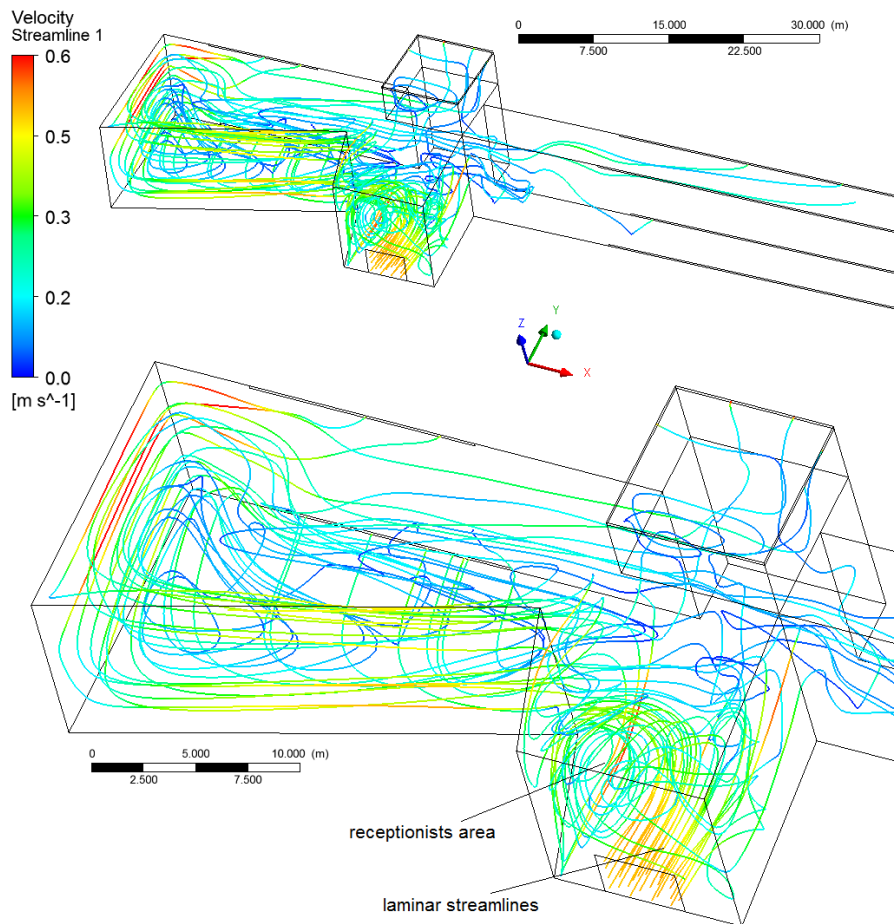 Velocity
Streamline 1
0.6
0.5
0.3
0.2
0.0
[m s^-1]
0 15.000 30.000 (m)
7.500 22.500
Z Y X
0 5.000 10.000 (m)
2.500 7.500
receptionists area
laminar streamlines